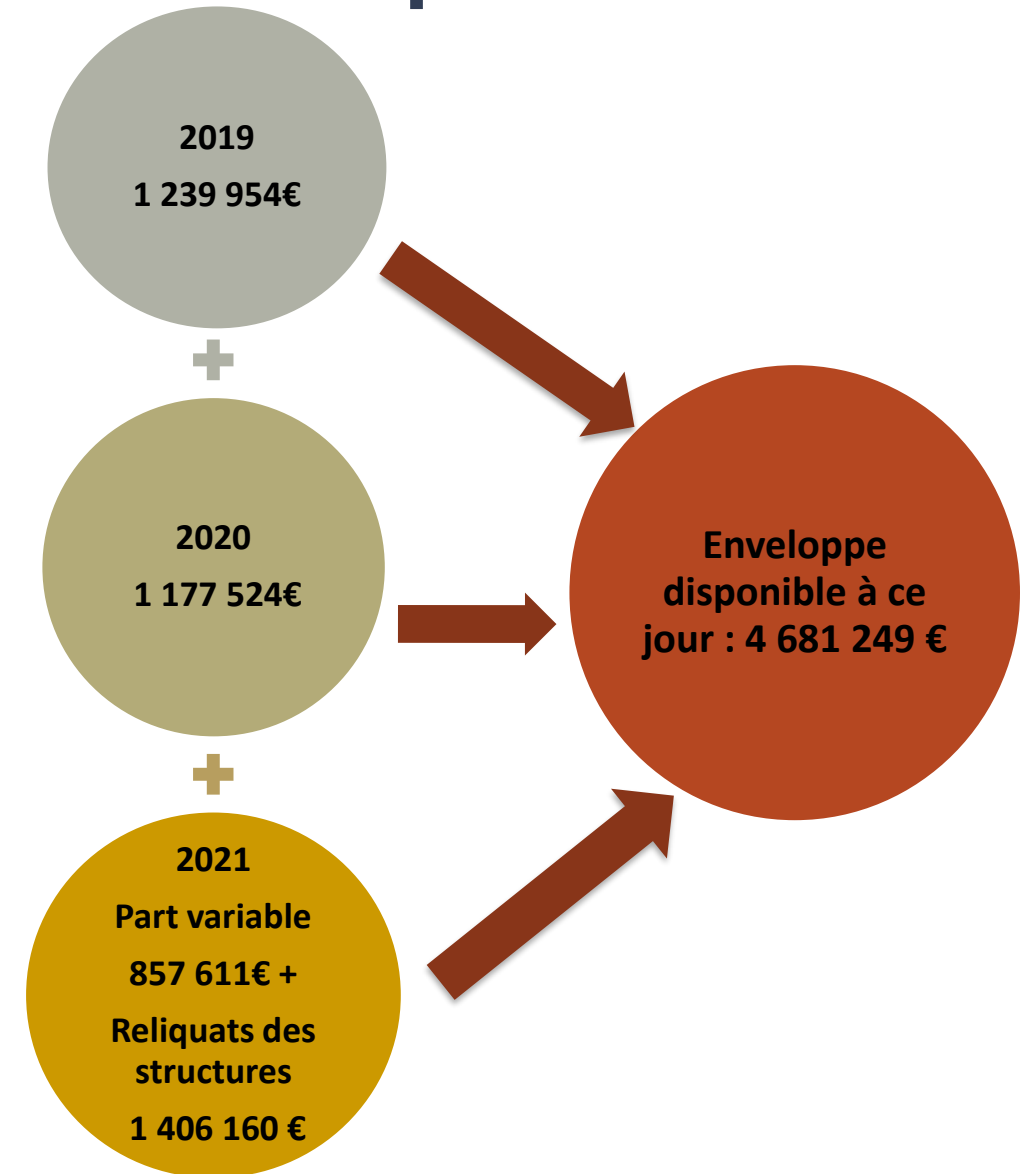 2019
1 239 954€
2020
1 177 524€
2021
Part variable
857 611€ +
Reliquats des
structures
1 406 160 €
Enveloppe
disponible à ce
jour : 4 681 249 €